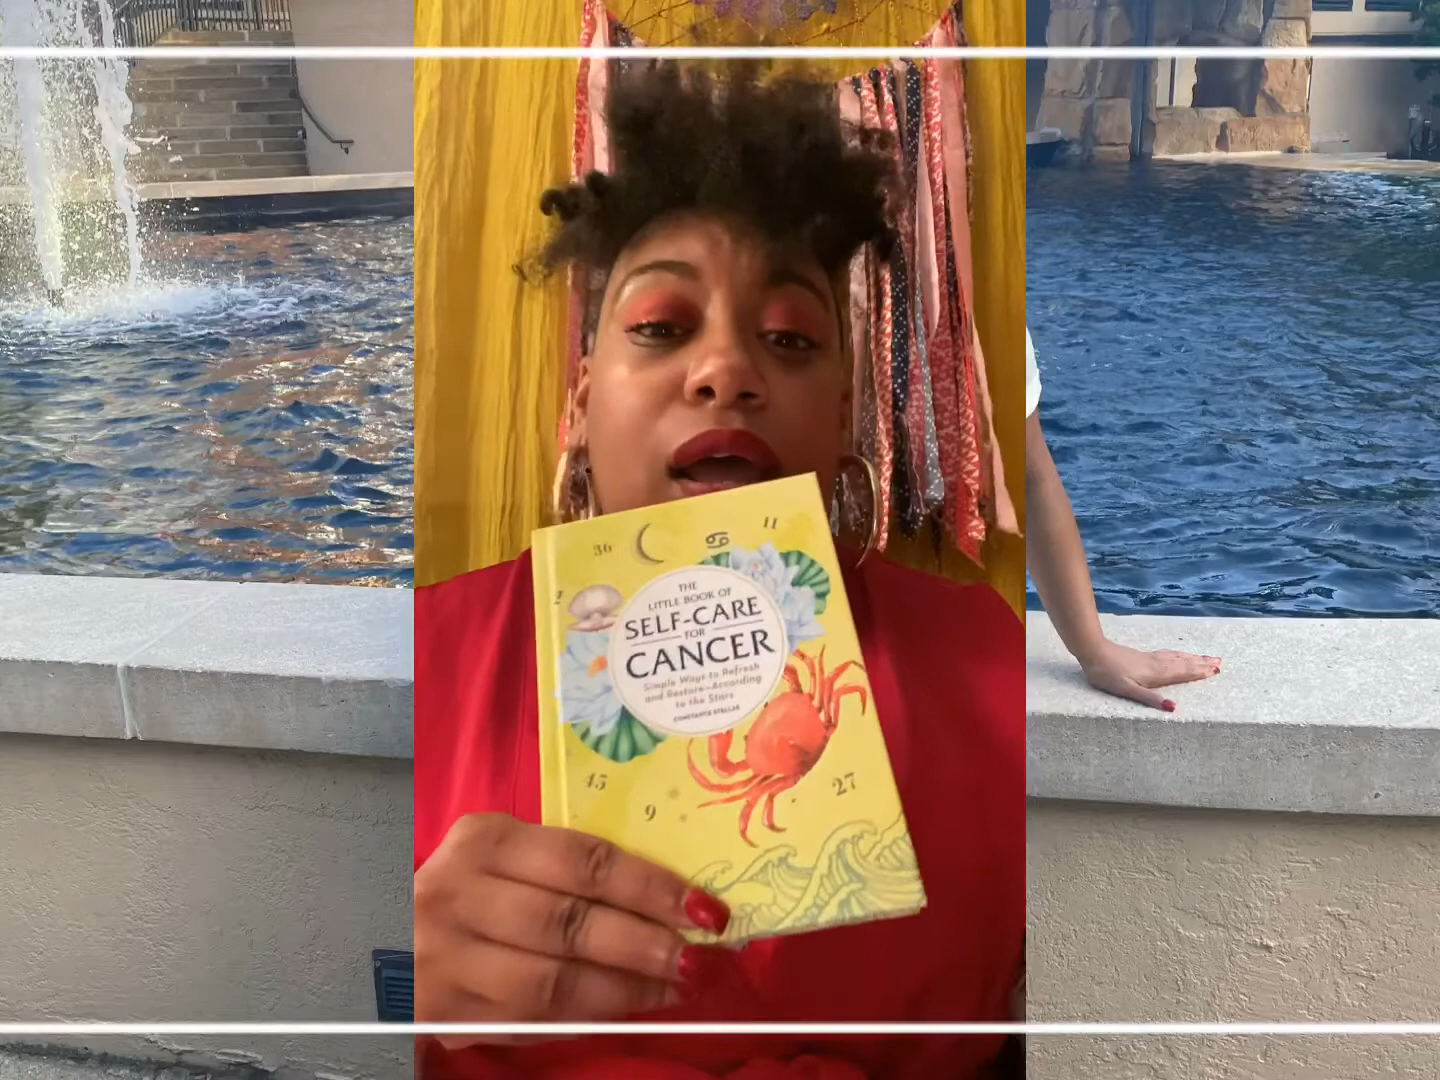 36
11
THE
LITTLE BOOK OF
SELF-CARE
FOR
CANCER
Simple Ways to Refresh
and Restore—According
to the Stars
CONSTANCE STELLAS
45
9
27